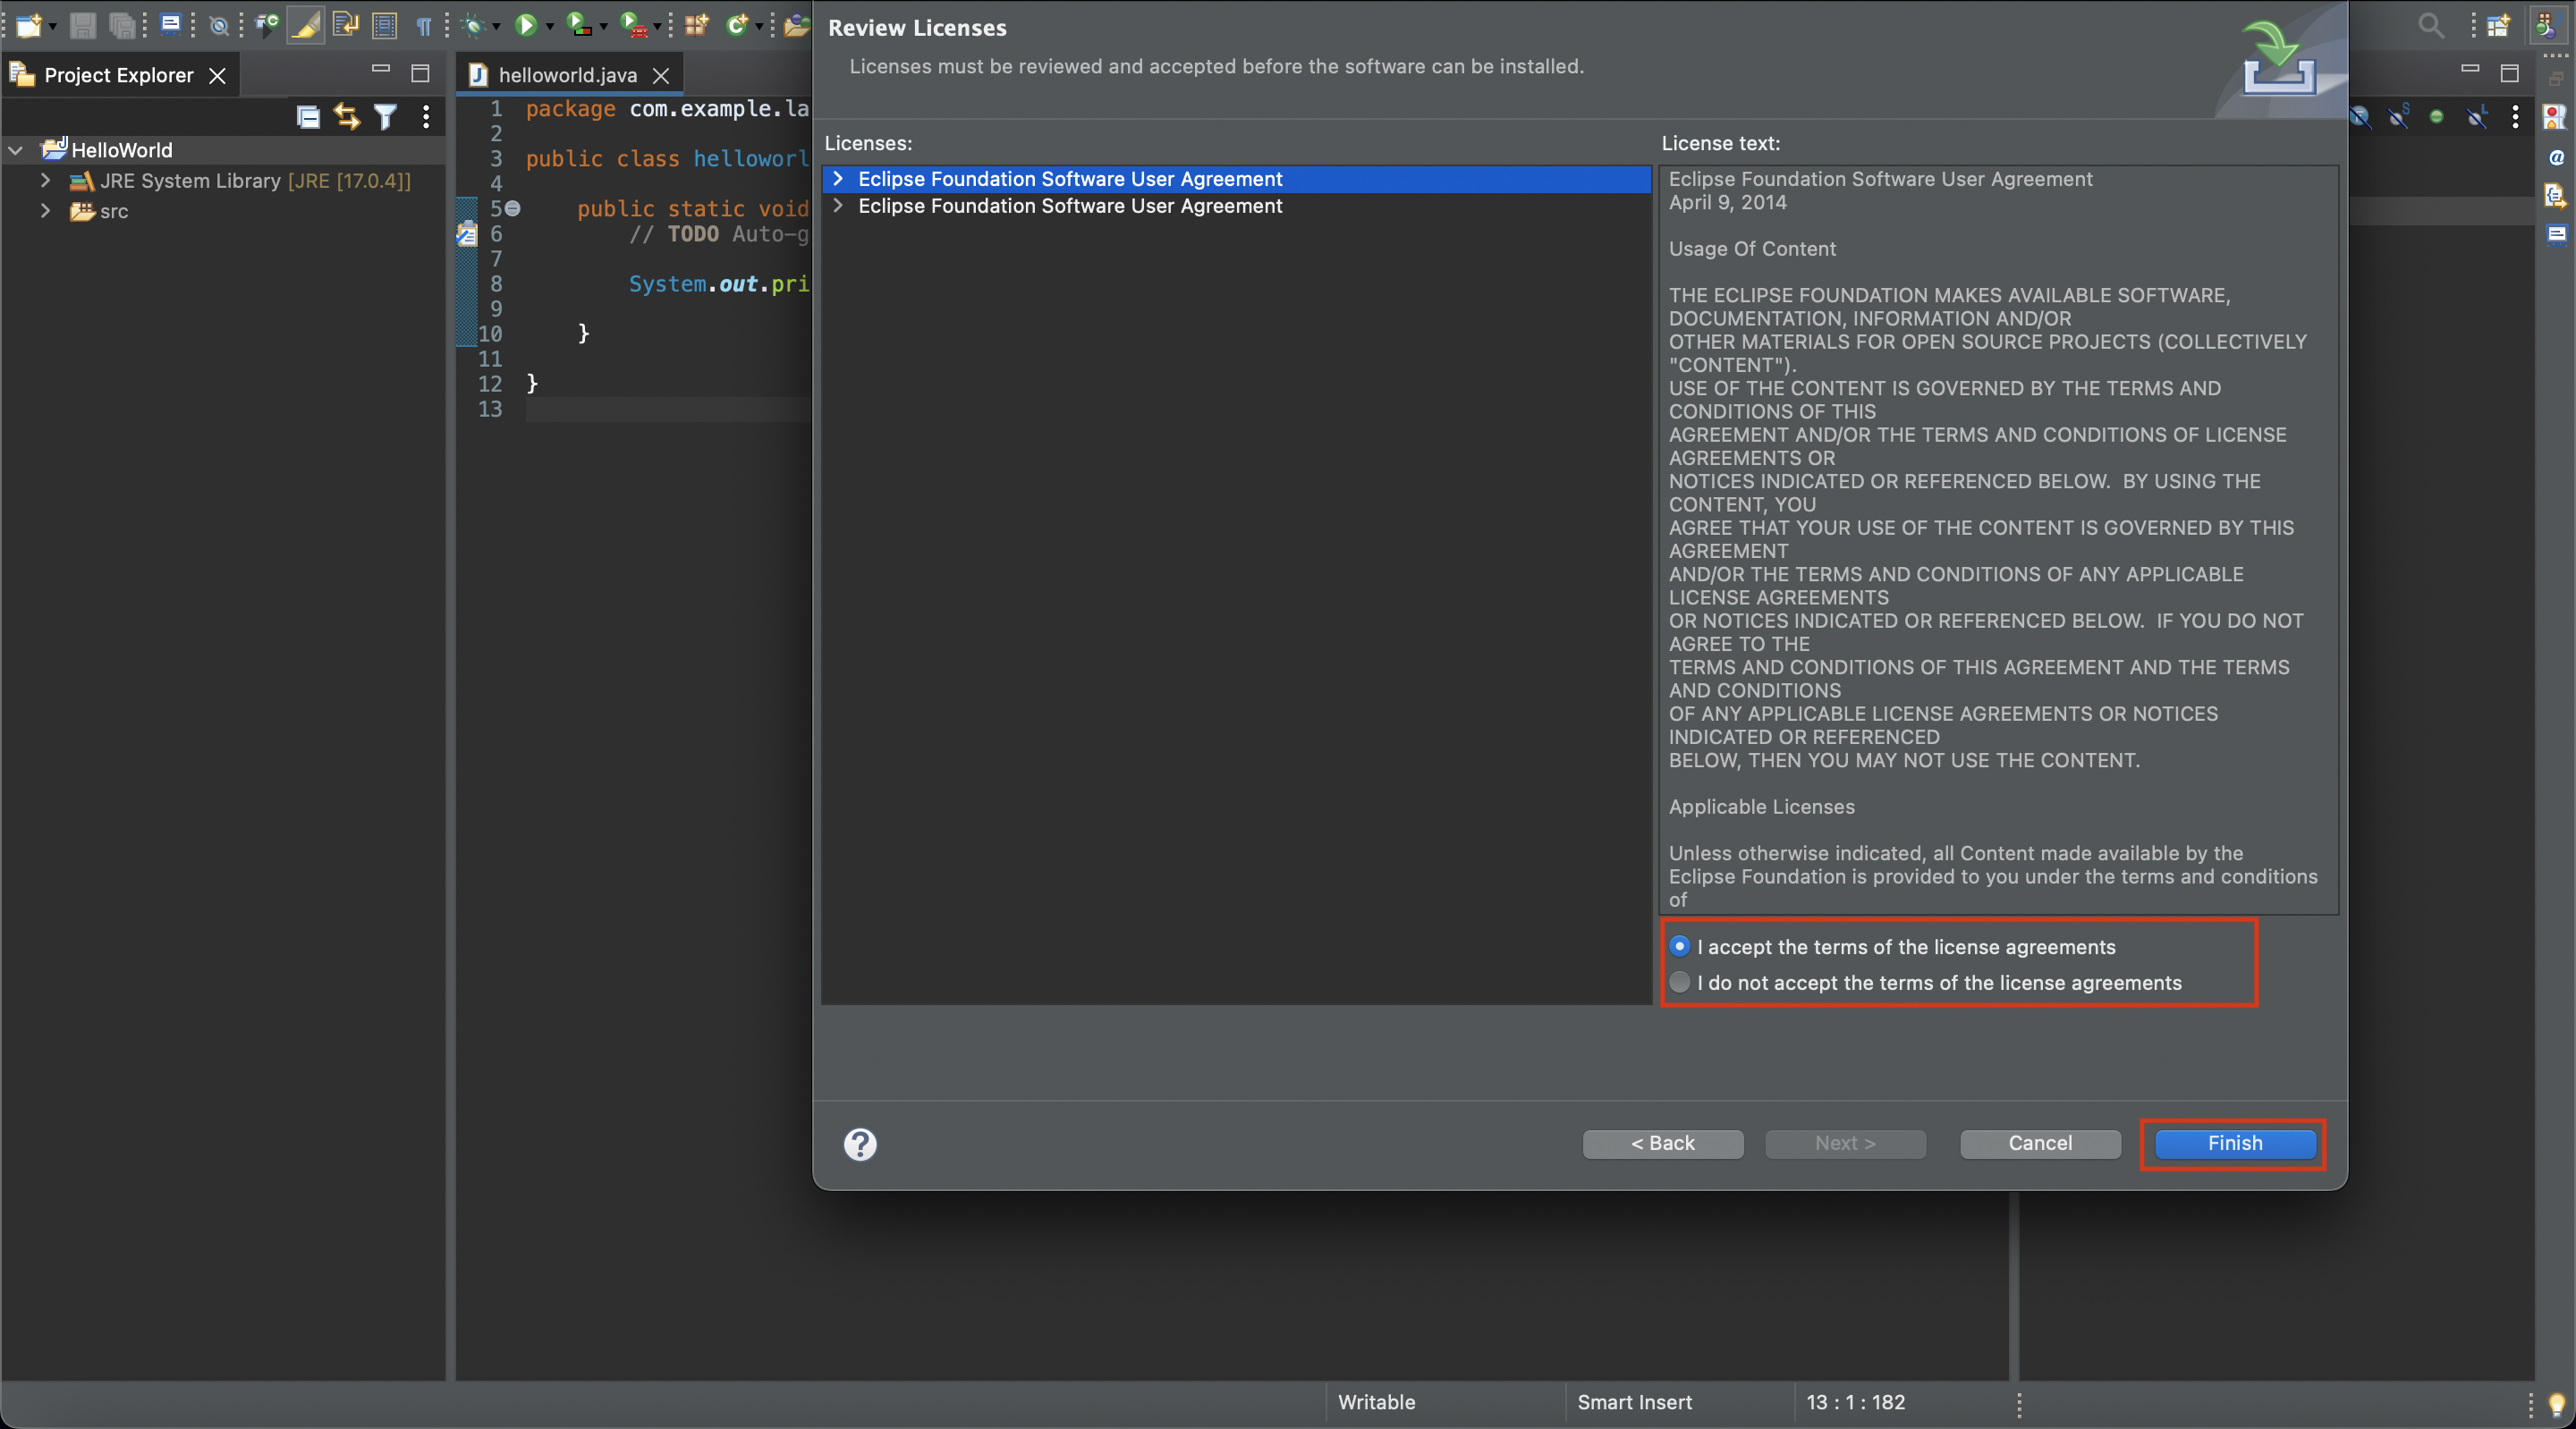 Project Explorer
HelloWorld
JRE System Library [JRE [17.0.4]]
src
helloworld.java
1 package com.example.la
2
3 public class helloworl
4
5 public static void
6 // TODO Auto-g
7
8 System.out.pri
9
10 }
11
12 }
13
Review Licenses
Licenses must be reviewed and accepted before the software can be installed.
Licenses:
Eclipse Foundation Software User Agreement
Eclipse Foundation Software User Agreement
License text:
Eclipse Foundation Software User Agreement
April 9, 2014
Usage Of Content
THE ECLIPSE FOUNDATION MAKES AVAILABLE SOFTWARE,
DOCUMENTATION, INFORMATION AND/OR
OTHER MATERIALS FOR OPEN SOURCE PROJECTS (COLLECTIVELY
"CONTENT").
USE OF THE CONTENT IS GOVERNED BY THE TERMS AND
CONDITIONS OF THIS
AGREEMENT AND/OR THE TERMS AND CONDITIONS OF LICENSE
AGREEMENTS OR
NOTICES INDICATED OR REFERENCED BELOW.  BY USING THE
CONTENT, YOU
AGREE THAT YOUR USE OF THE CONTENT IS GOVERNED BY THIS
AGREEMENT
AND/OR THE TERMS AND CONDITIONS OF ANY APPLICABLE
LICENSE AGREEMENTS
OR NOTICES INDICATED OR REFERENCED BELOW.  IF YOU DO NOT
AGREE TO THE
TERMS AND CONDITIONS OF THIS AGREEMENT AND THE TERMS
AND CONDITIONS
OF ANY APPLICABLE LICENSE AGREEMENTS OR NOTICES
INDICATED OR REFERENCED
BELOW, THEN YOU MAY NOT USE THE CONTENT.
Applicable Licenses
Unless otherwise indicated, all Content made available by the
Eclipse Foundation is provided to you under the terms and conditions
of
I accept the terms of the license agreements
I do not accept the terms of the license agreements
< Back
Next >
Cancel
Finish
Writable
Smart Insert
13 : 1 : 182